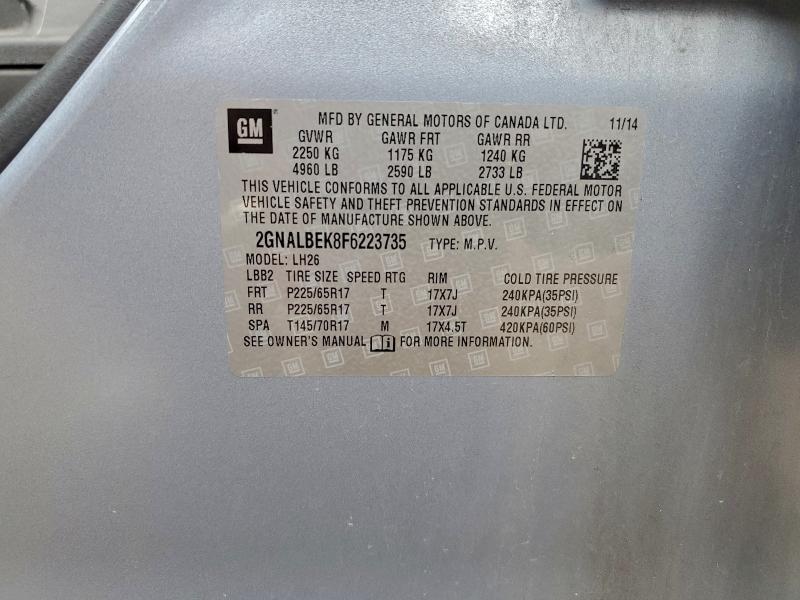 GM
MFD BY GENERAL MOTORS OF CANADA LTD. 11/14
GVWR GAWR FRT GAWR RR
2250 KG 1175 KG 1240 KG
4960 LB 2590 LB 2733 LB
THIS VEHICLE CONFORMS TO ALL APPLICABLE U.S. FEDERAL MOTOR
VEHICLE SAFETY AND THEFT PREVENTION STANDARDS IN EFFECT ON
THE DATE OF MANUFACTURE SHOWN ABOVE.
2GNALBEK8F6223735 TYPE: M.P.V.
MODEL: LH26
LBB2 TIRE SIZE SPEED RTG RIM COLD TIRE PRESSURE
FRT P225/65R17 T 17X7J 240KPA(35PSI)
RR P225/65R17 T 17X7J 240KPA(35PSI)
SPA T145/70R17 M 17X4.5T 420KPA(60PSI)
SEE OWNER'S MANUAL FOR MORE INFORMATION.